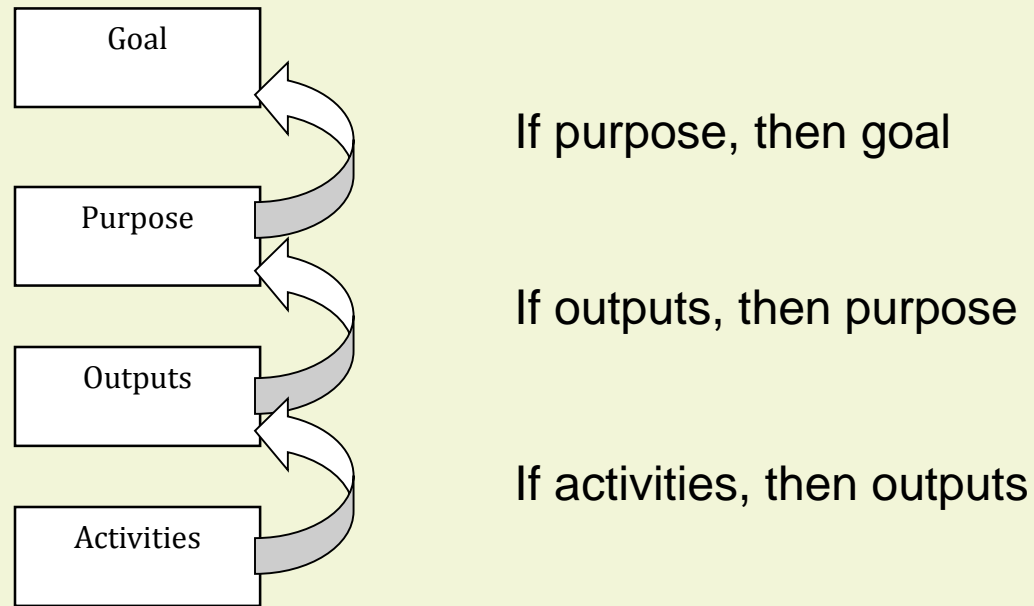 Goal
If purpose, then goal
Purpose
If outputs, then purpose
Outputs
If activities, then outputs
Activities